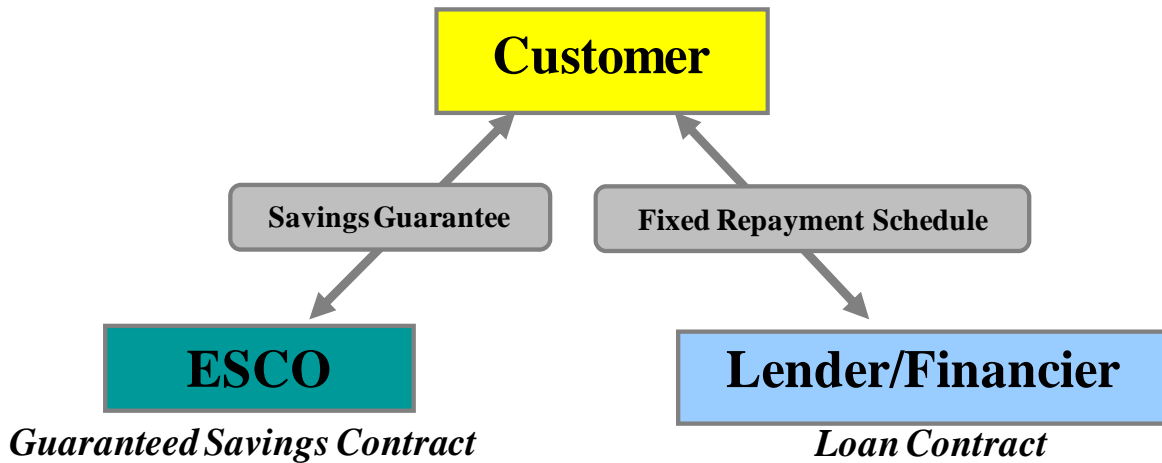 Customer
Savings Guarantee
Fixed Repayment Schedule
ESCO
Lender/Financier
Guaranteed Savings Contract
Loan Contract